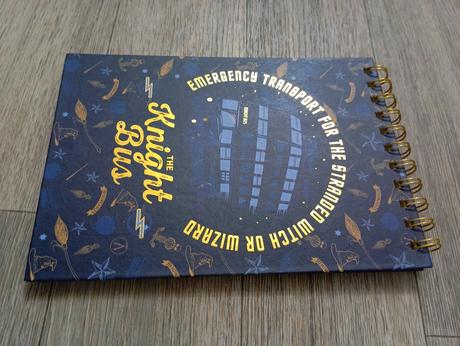 EMERGENCY TRANSPORT FOR THE STRANDED WITCH OR WIZARD
THE
Knight
Bus